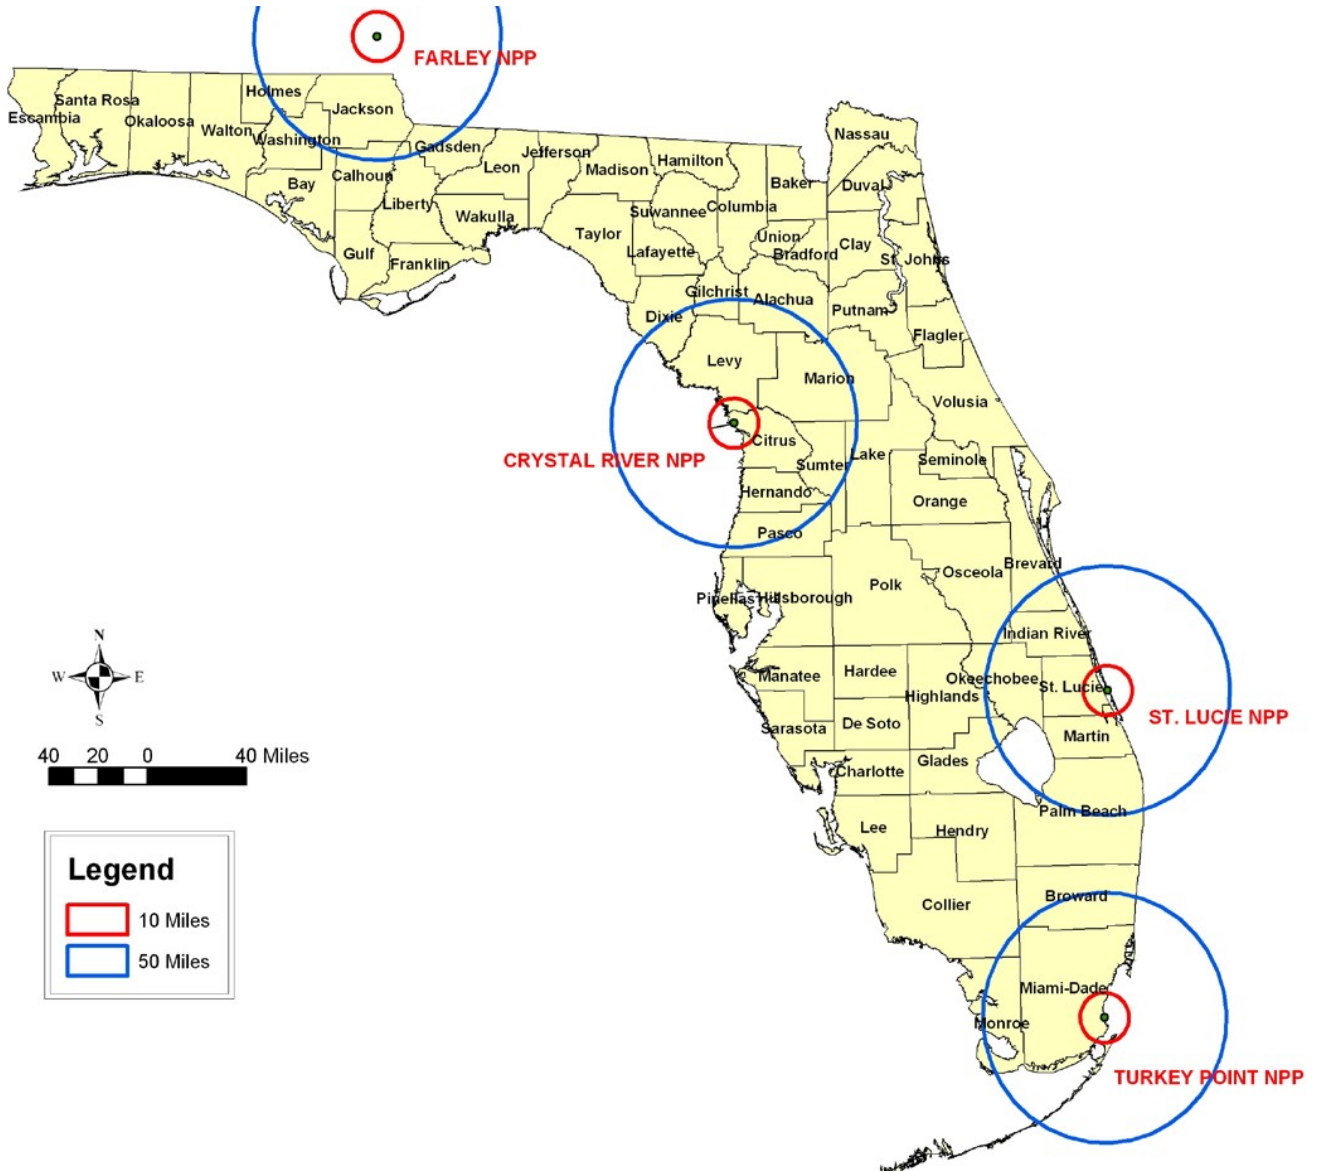 FARLEY NPP
Holmes
Santa Rosa
Jackson
Escambia
Okaloosa
Walton
Washington
Nassau
Gadsden
Jefferson
Hamilton
Leon
Madison
Calhoun
Bay
Baker
Duval
Liberty
Columbia
Suwannee
Wakulla
Taylor
Union
Clay
Lafayette
Bradford
Gulf
St. Johns
Franklin
Gilchrist
Alachua
Putnam
Dixie
Flagler
Levy
Marion
Volusia
Citrus
CRYSTAL RIVER NPP
Lake
Seminole
Sumter
Hernando
Orange
Pasco
Brevard
Osceola
Polk
Pinellas
Hillsborough
Indian River
N
W
E
S
Manatee
Hardee
Okeechobee
St. Lucie
Highlands
ST. LUCIE NPP
Sarasota
De Soto
Martin
40 20 0 40 Miles
Charlotte
Glades
Palm Beach
Lee
Hendry
Legend
10 Miles
50 Miles
Collier
Broward
Miami-Dade
Monroe
TURKEY POINT NPP